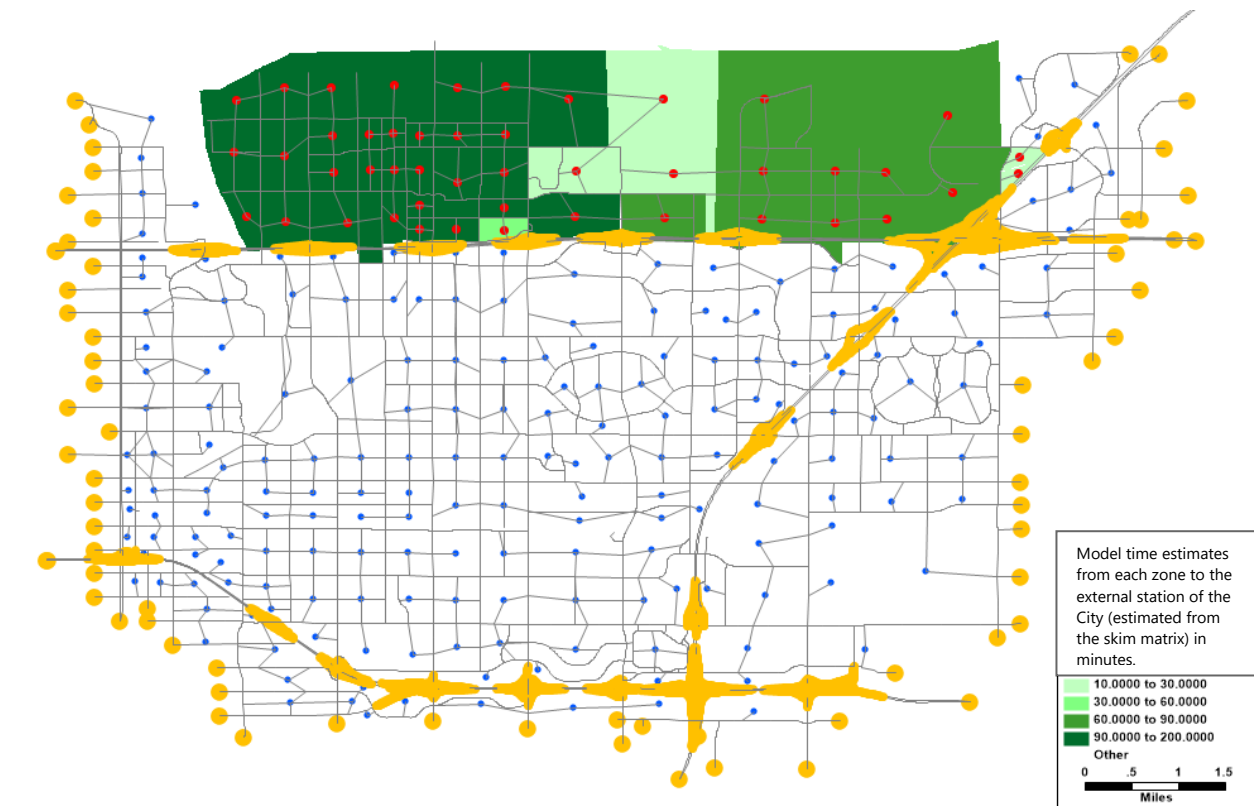 Model time estimates
from each zone to the
external station of the
City (estimated from
the skim matrix) in
minutes.
10.0000 to 30.0000
30.0000 to 60.0000
60.0000 to 90.0000
90.0000 to 200.0000
Other
0 .5 1 1.5
Miles